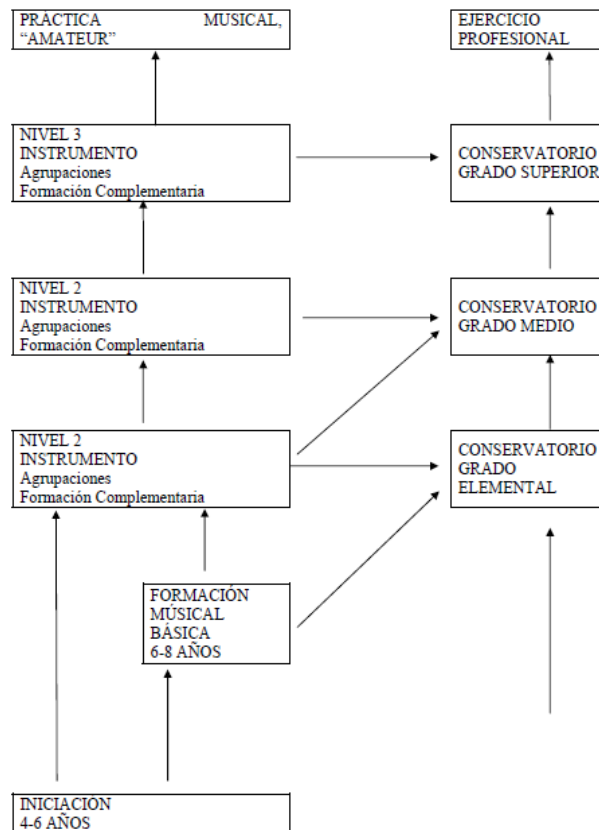 PRÁCTICA MUSICAL,
“AMATEUR”
EJERCICIO
PROFESIONAL
NIVEL 3
INSTRUMENTO
Agrupaciones
Formación Complementaria
CONSERVATORIO
GRADO SUPERIOR
NIVEL 2
INSTRUMENTO
Agrupaciones
Formación Complementaria
CONSERVATORIO
GRADO MEDIO
NIVEL 2
INSTRUMENTO
Agrupaciones
Formación Complementaria
CONSERVATORIO
GRADO
ELEMENTAL
FORMACIÓN
MÚSICAL
BÁSICA
6-8 AÑOS
INICIACIÓN
4-6 AÑOS